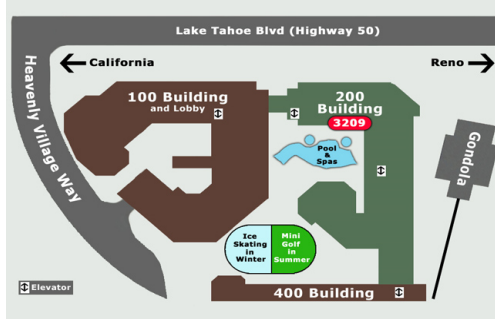 Lake Tahoe Blvd (Highway 50)
California
Reno
Heavenly Village Way
100 Building
and Lobby
200
Building
3209
Pool
&
Spas
Gondola
Ice
Skating
in
Winter
Mini
Golf
in
Summer
Elevator
400 Building